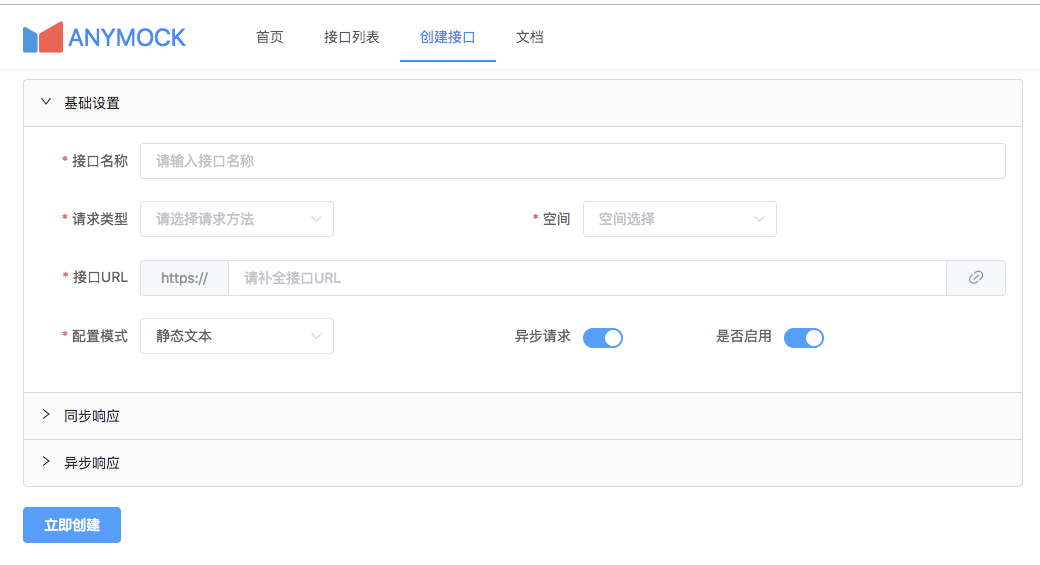 ANYMOCK
首页 接口列表 创建接口 文档
基础设置
* 接口名称 请输入接口名称
* 请求类型 请选择请求方法 * 空间 空间选择
* 接口URL https:// 请补全接口URL
* 配置模式 静态文本 异步请求 是否启用
同步响应
异步响应
立即创建